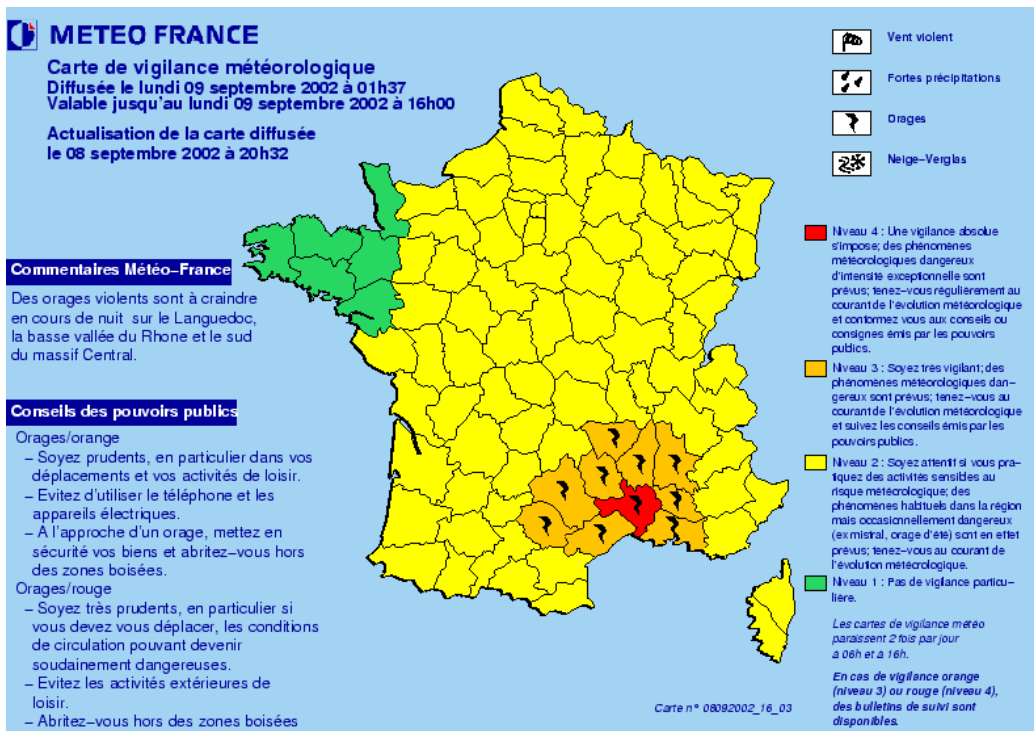 METEO FRANCE
Carte de vigilance météorologique
Diffusée le lundi 09 septembre 2002 à 01h37
Valable jusqu'au lundi 09 septembre 2002 à 16h00
Actualisation de la carte diffusée
le 08 septembre 2002 à 20h32
Commentaires Météo-France
Des orages violents sont à craindre
en cours de nuit sur le Languedoc,
la basse vallée du Rhone et le sud
du massif Central.
Conseils des pouvoirs publics
Orages/orange
– Soyez prudents, en particulier dans vos
déplacements et vos activités de loisir.
– Evitez d'utiliser le téléphone et les
appareils électriques.
– A l'approche d'un orage, mettez en
sécurité vos biens et abritez-vous hors
des zones boisées.
Orages/rouge
– Soyez très prudents, en particulier si
vous devez vous déplacer, les conditions
de circulation pouvant devenir
soudainement dangereuses.
– Evitez les activités extérieures de
loisir.
– Abritez-vous hors des zones boisées
Vent violent
Fortes précipitations
Orages
Neige-Verglas
Niveau 4 : Une vigilance absolue
s'impose; des phénomènes
météorologiques dangereux
d'intensité exceptionnelle sont
prévus; tenez-vous régulièrement au
courant de l'évolution météorologique
et conformez vous aux conseils ou
consignes émis par les pouvoirs
publics.
Niveau 3 : Soyez très vigilant; des
phénomènes météorologiques dan-
gereux sont prévus; tenez-vous au
courant de l'évolution météorologique
et suivez les conseils émis par les
pouvoirs publics.
Niveau 2 : Soyez attentif si vous pra-
tiquez des activités sensibles au
risque météorologique; des
phénomènes habituels dans la région
mais occasionnellement dangereux
(ex mistral, orage d'été) sont en effet
prévus; tenez-vous au courant de
l'évolution météorologique.
Niveau 1 : Pas de vigilance particu-
lière.
Les cartes de vigilance météo
paraissent 2 fois par jour
à 06h et à 16h.
En cas de vigilance orange
(niveau 3) ou rouge (niveau 4),
des bulletins de suivi sont
disponibles.
Carte n° 08092002_16_03